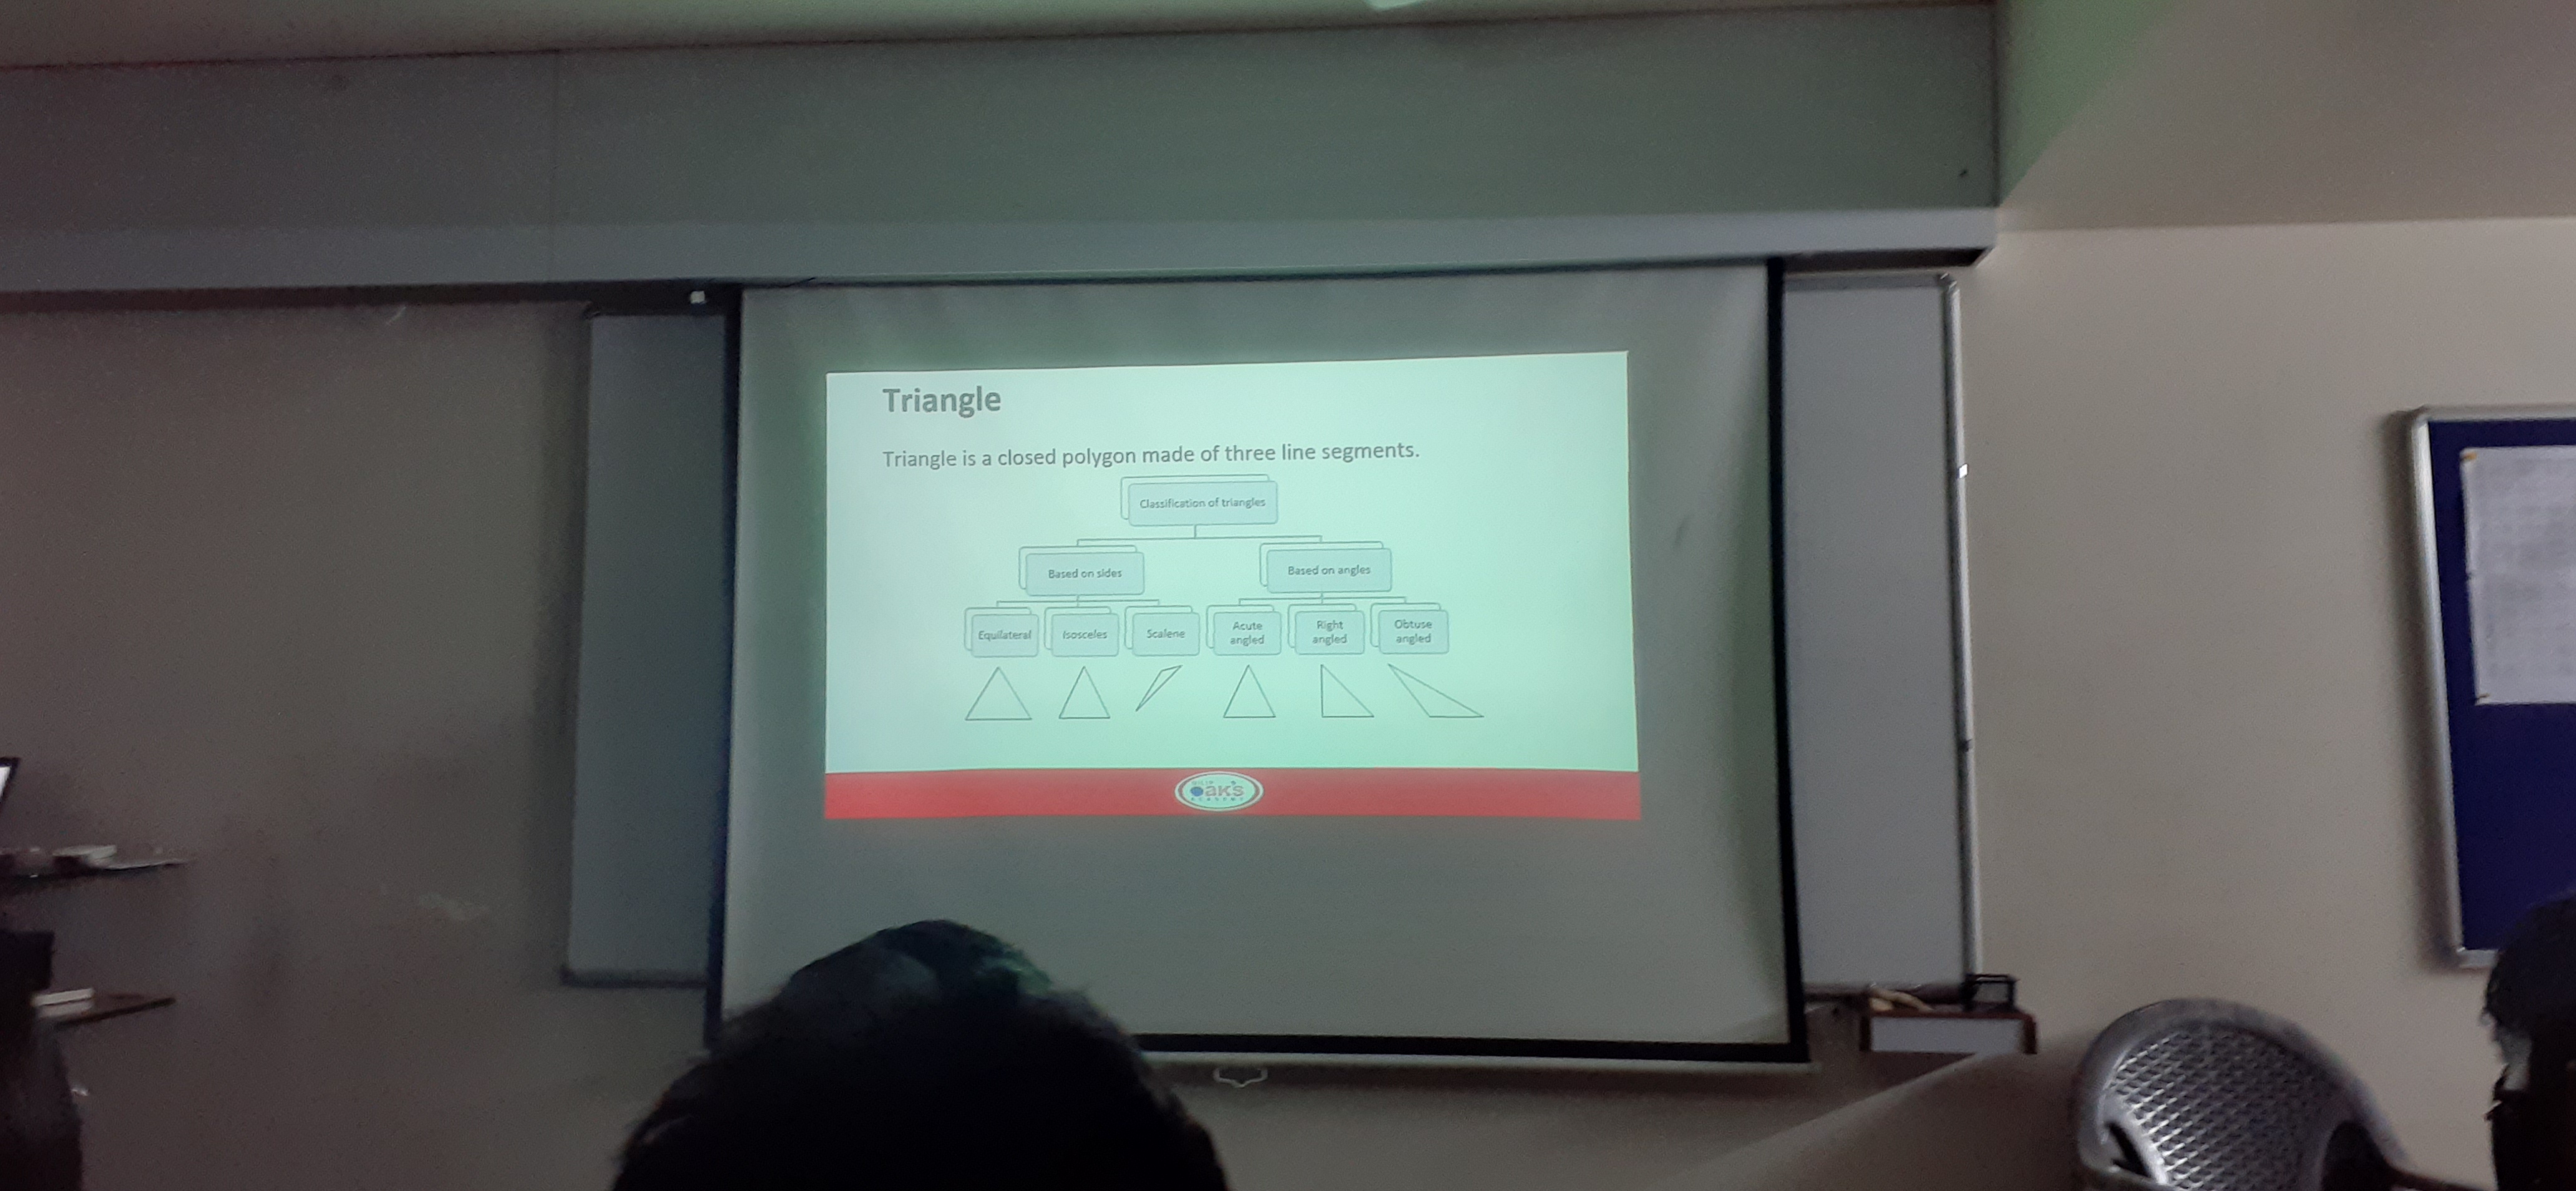 Triangle
Triangle is a closed polygon made of three line segments.
Classification of triangles
Based on sides
Based on angles
Equilateral
Isosceles
Scalene
Acute
angled
Right
angled
Obtuse
angled
Oaks
ACADEMY